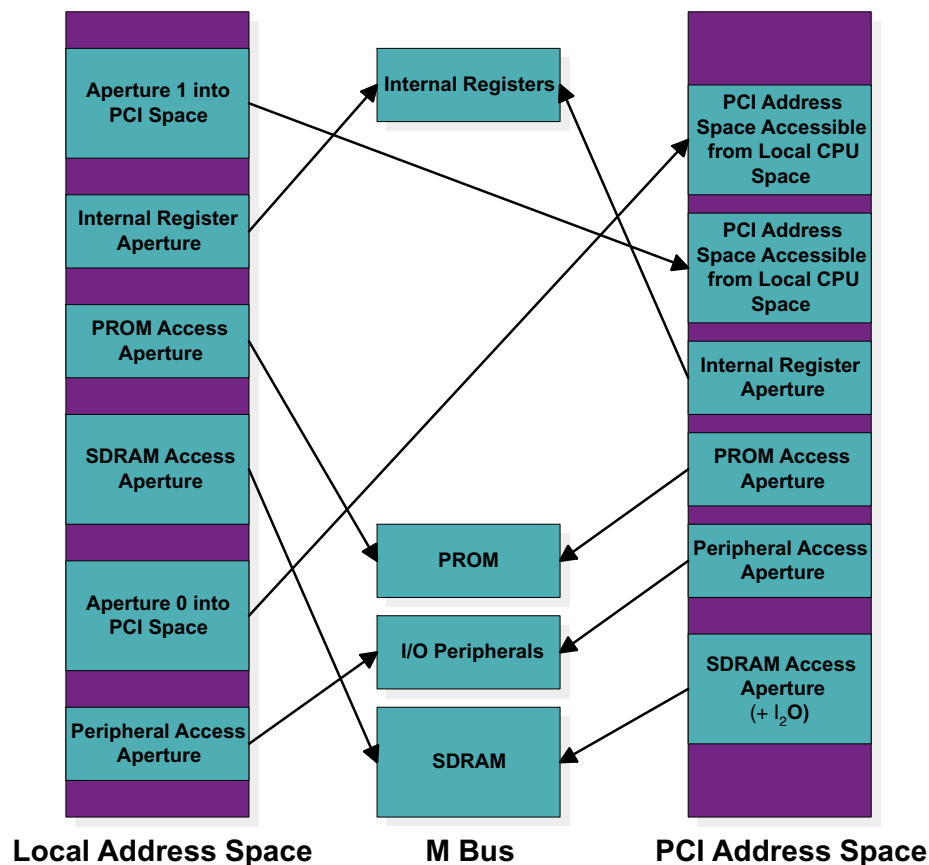 Aperture 1 into
PCI Space
Internal Register
Aperture
PROM Access
Aperture
SDRAM Access
Aperture
Aperture 0 into
PCI Space
Peripheral Access
Aperture
Local Address Space
Internal Registers
PROM
I/O Peripherals
SDRAM
M Bus
PCI Address
Space Accessible
from Local CPU
Space
PCI Address
Space Accessible
from Local CPU
Space
Internal Register
Aperture
PROM Access
Aperture
Peripheral Access
Aperture
SDRAM Access
Aperture
(+ I₂O)
PCI Address Space